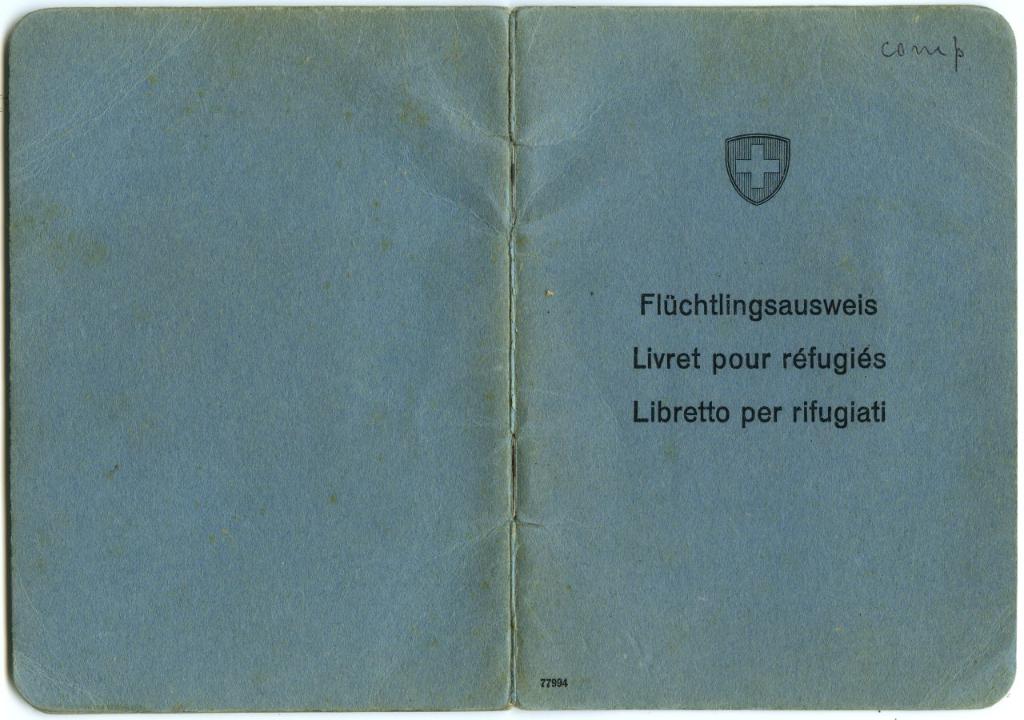 comp
Flüchtlingsausweis
Livret pour réfugiés
Libretto per rifugiati
77994